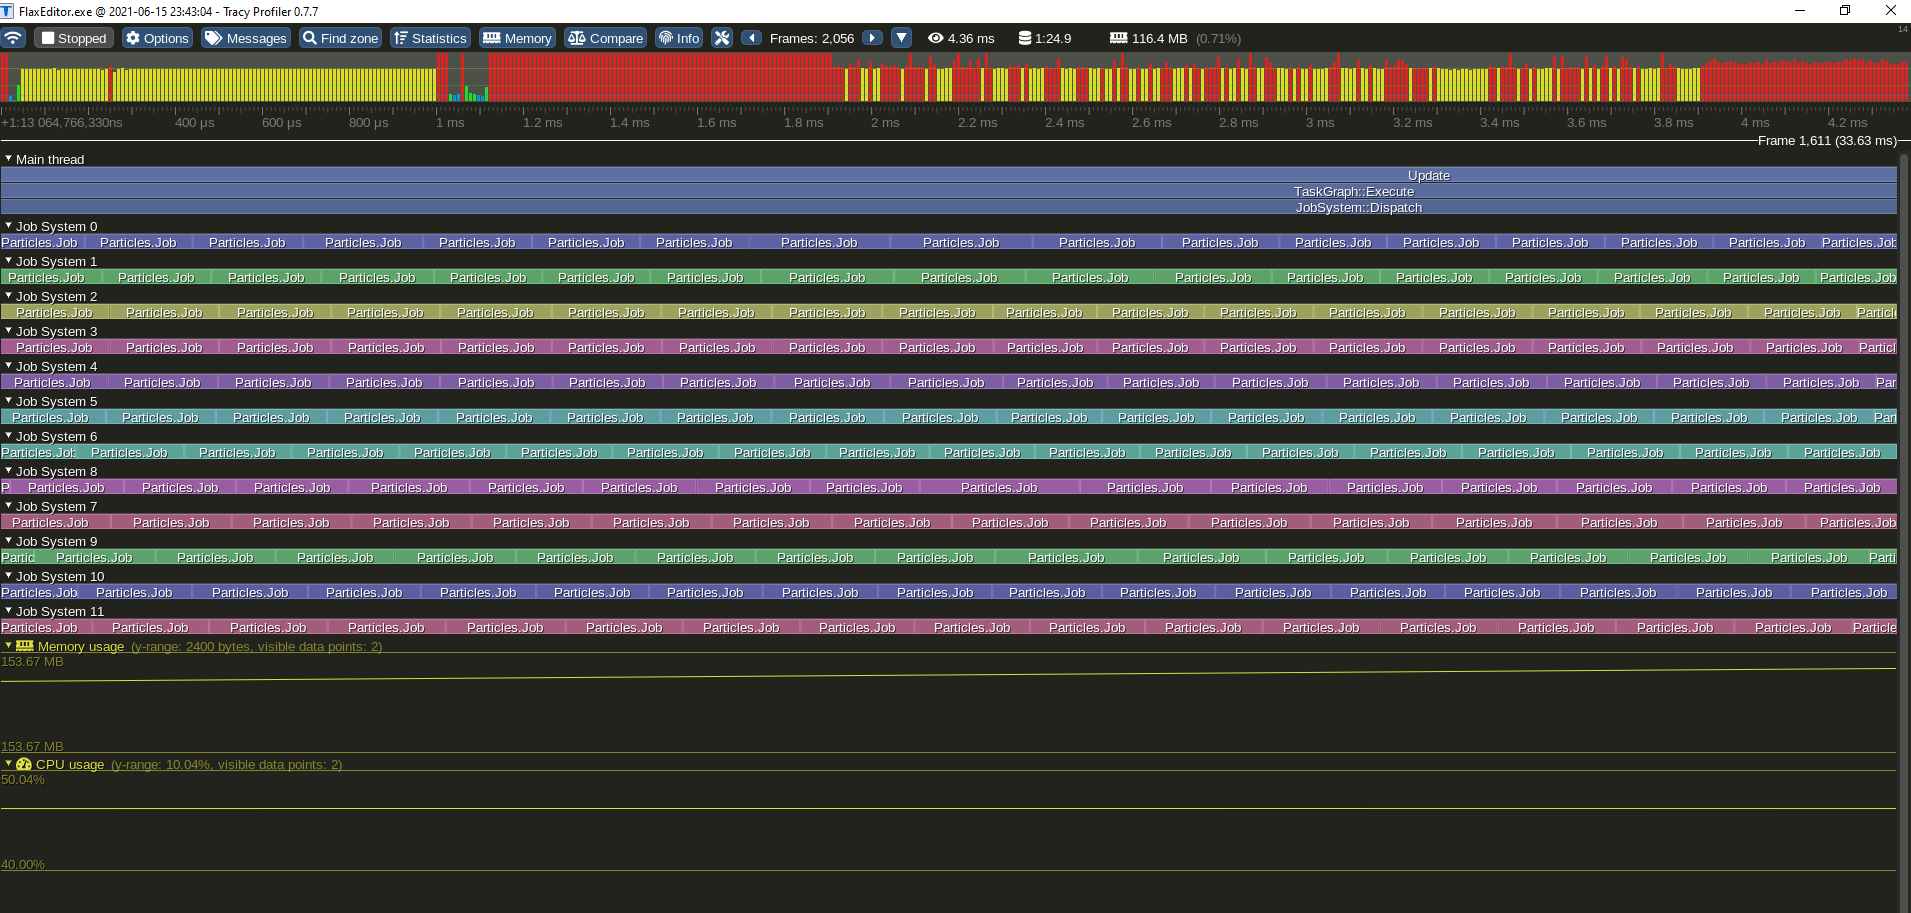 FlaxEditor.exe @ 2021-06-15 23:43:04 - Tracy Profiler 0.7.7
Stopped Options Messages Find zone Statistics Memory Compare Info Frames: 2,056 4.36 ms 1:24.9 116.4 MB (0.71%) 14
+1:13 064,766,330ns 400 µs 600 µs 800 µs 1 ms 1.2 ms 1.4 ms 1.6 ms 1.8 ms 2 ms 2.2 ms 2.4 ms 2.6 ms 2.8 ms 3 ms 3.2 ms 3.4 ms 3.6 ms 3.8 ms 4 ms 4.2 ms
Frame 1,611 (33.63 ms)
Main thread
Update
TaskGraph::Execute
JobSystem::Dispatch
Job System 0
Particles.Job Particles.Job Particles.Job Particles.Job Particles.Job Particles.Job Particles.Job Particles.Job Particles.Job Particles.Job Particles.Job Particles.Job Particles.Job Particles.Job Particles.Job Particles.Job Particles.Job
Job System 1
Particles.Job Particles.Job Particles.Job Particles.Job Particles.Job Particles.Job Particles.Job Particles.Job Particles.Job Particles.Job Particles.Job Particles.Job Particles.Job Particles.Job Particles.Job Particles.Job Particles.Job
Job System 2
Particles.Job Particles.Job Particles.Job Particles.Job Particles.Job Particles.Job Particles.Job Particles.Job Particles.Job Particles.Job Particles.Job Particles.Job Particles.Job Particles.Job Particles.Job Particles.Job Particles.Job Particl
Job System 3
Particles.Job Particles.Job Particles.Job Particles.Job Particles.Job Particles.Job Particles.Job Particles.Job Particles.Job Particles.Job Particles.Job Particles.Job Particles.Job Particles.Job Particles.Job Particles.Job Particles.Job Particl
Job System 4
Particles.Job Particles.Job Particles.Job Particles.Job Particles.Job Particles.Job Particles.Job Particles.Job Particles.Job Particles.Job Particles.Job Particles.Job Particles.Job Particles.Job Particles.Job Particles.Job Particles.Job Par
Job System 5
Particles.Job Particles.Job Particles.Job Particles.Job Particles.Job Particles.Job Particles.Job Particles.Job Particles.Job Particles.Job Particles.Job Particles.Job Particles.Job Particles.Job Particles.Job Particles.Job Particles.Job Part
Job System 6
Particles.Job Particles.Job Particles.Job Particles.Job Particles.Job Particles.Job Particles.Job Particles.Job Particles.Job Particles.Job Particles.Job Particles.Job Particles.Job Particles.Job Particles.Job Particles.Job Particles.Job Particles.Job
Job System 8
P Particles.Job Particles.Job Particles.Job Particles.Job Particles.Job Particles.Job Particles.Job Particles.Job Particles.Job Particles.Job Particles.Job Particles.Job Particles.Job Particles.Job Particles.Job Particles.Job
Job System 7
Particles.Job Particles.Job Particles.Job Particles.Job Particles.Job Particles.Job Particles.Job Particles.Job Particles.Job Particles.Job Particles.Job Particles.Job Particles.Job Particles.Job Particles.Job Particles.Job
Job System 9
Partic Particles.Job Particles.Job Particles.Job Particles.Job Particles.Job Particles.Job Particles.Job Particles.Job Particles.Job Particles.Job Particles.Job Particles.Job Particles.Job Particles.Job Particles.Job Parti
Job System 10
Particles.Job Particles.Job Particles.Job Particles.Job Particles.Job Particles.Job Particles.Job Particles.Job Particles.Job Particles.Job Particles.Job Particles.Job Particles.Job Particles.Job Particles.Job Particles.Job Particles.Job
Job System 11
Particles.Job Particles.Job Particles.Job Particles.Job Particles.Job Particles.Job Particles.Job Particles.Job Particles.Job Particles.Job Particles.Job Particles.Job Particles.Job Particles.Job Particles.Job Particles.Job Particle
Memory usage (y-range: 2400 bytes, visible data points: 2)
153.67 MB
153.67 MB
CPU usage (y-range: 10.04%, visible data points: 2)
50.04%
40.00%